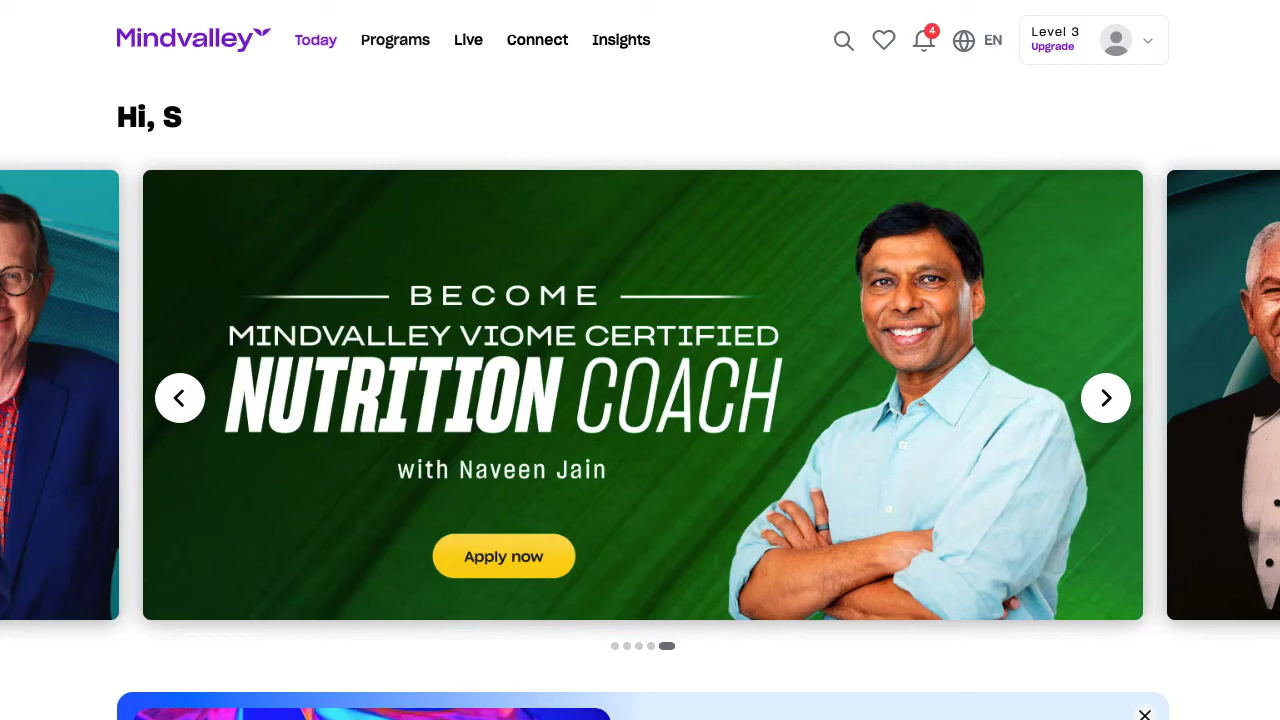 Mindvalley
Today
Programs
Live
Connect
Insights
4
EN
Level 3
Upgrade
Hi, S
BECOME
MINDVALLEY VIOME CERTIFIED
NUTRITION COACH
with Naveen Jain
Apply now